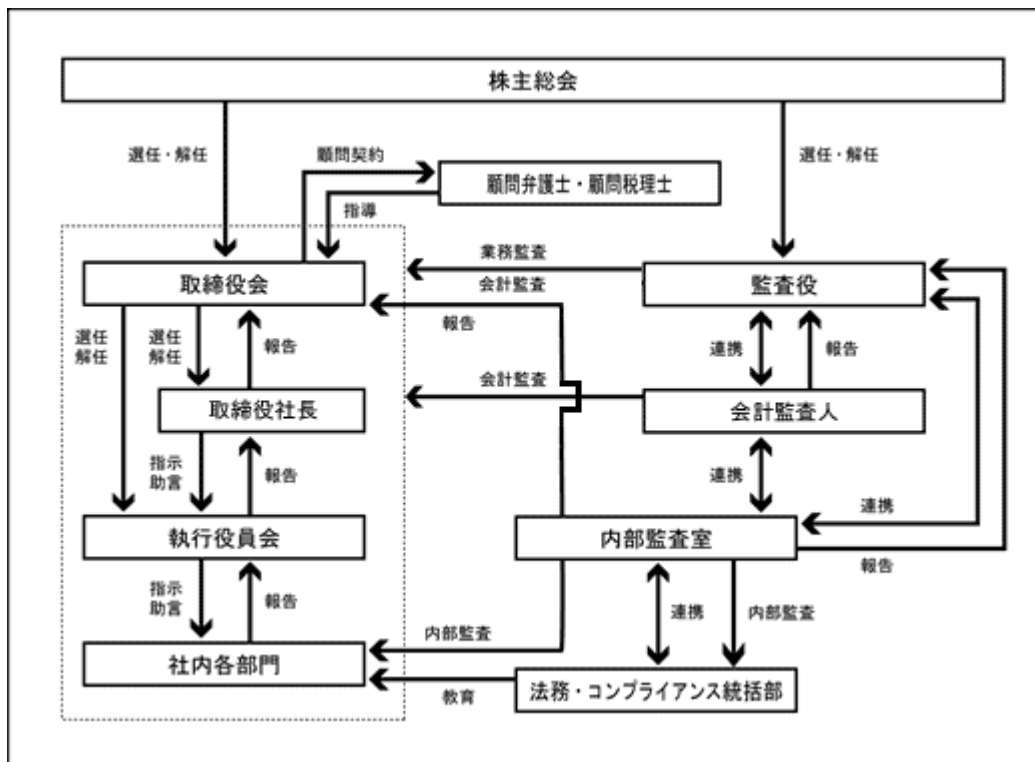 株主総会
選任・解任
顧問契約
選任・解任
顧問弁護士・顧問税理士
指導
業務監査
取締役会
会計監査
監査役
報告
選任
解任
選任
解任
報告
連携
報告
会計監査
取締役社長
会計監査人
指示
助言
報告
連携
連携
執行役員会
内部監査室
報告
指示
助言
報告
連携
内部監査
内部監査
社内各部門
教育
法務・コンプライアンス統括部